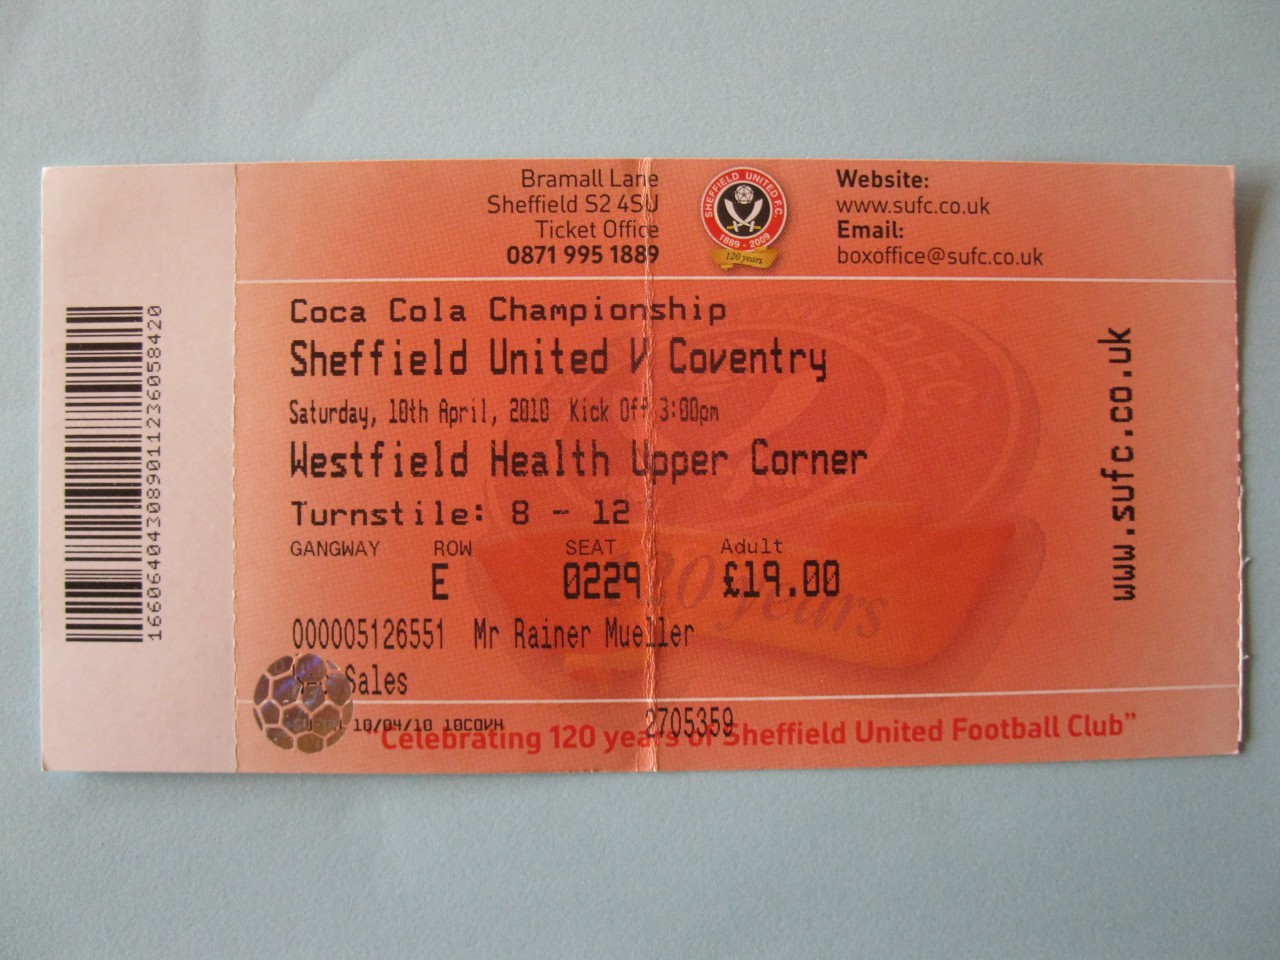 Bramall Lane
Sheffield S2 4SU
Ticket Office
0871 995 1889
SHEFFIELD UNITED F.C.
1889 - 2009
120 years
Website:
www.sufc.co.uk
Email:
boxoffice@sufc.co.uk
Coca Cola Championship
Sheffield United V Coventry
Saturday, 10th April, 2010 Kick Off 3:00pm
Westfield Health Upper Corner
Turnstile: 8 - 12
GANGWAY ROW SEAT Adult
E 0229 £19.00
120 years
000005126551 Mr Rainer Mueller
Sales
10/04/10 10COVH 2705359
"Celebrating 120 years of Sheffield United Football Club"
www.sufc.co.uk
166064043089011236058420